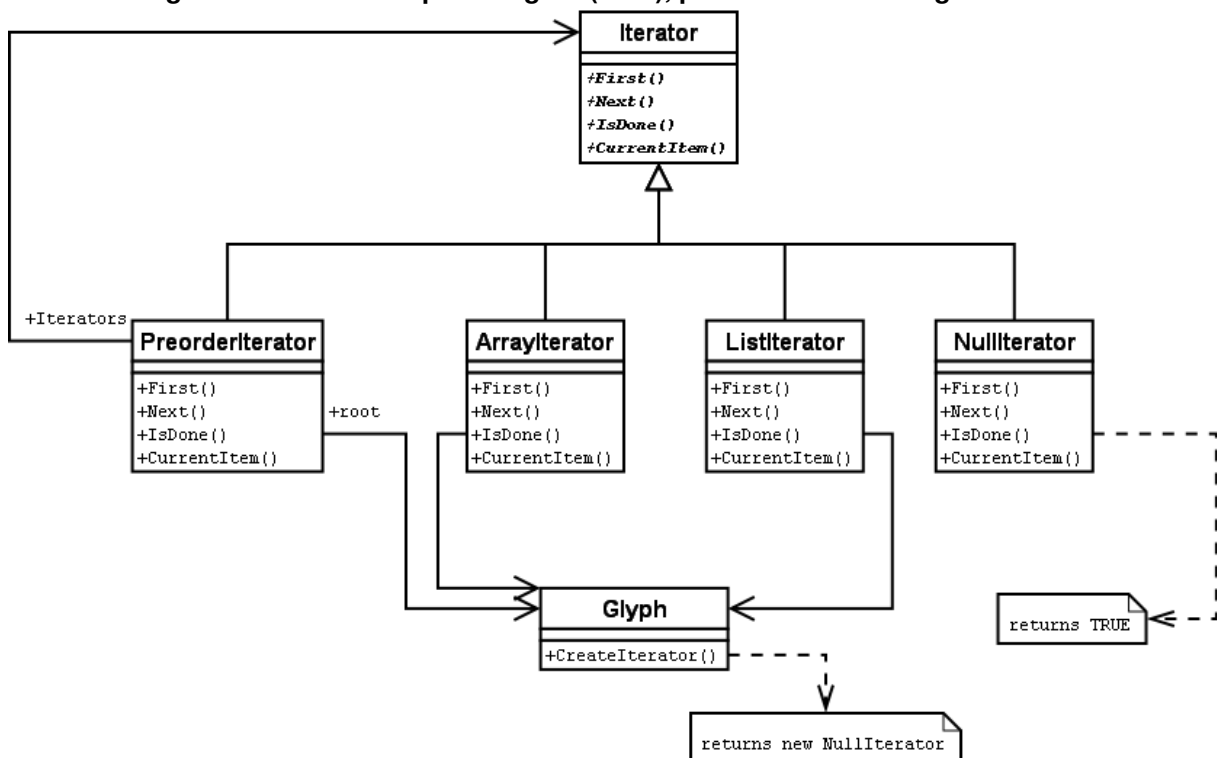 Iterator
+First()
+Next()
+IsDone()
+CurrentItem()
+Iterators
PreorderIterator
+First()
+Next()
+IsDone()
+CurrentItem()
+root
ArrayIterator
+First()
+Next()
+IsDone()
+CurrentItem()
ListIterator
+First()
+Next()
+IsDone()
+CurrentItem()
NullIterator
+First()
+Next()
+IsDone()
+CurrentItem()
Glyph
+CreateIterator()
returns TRUE
returns new NullIterator